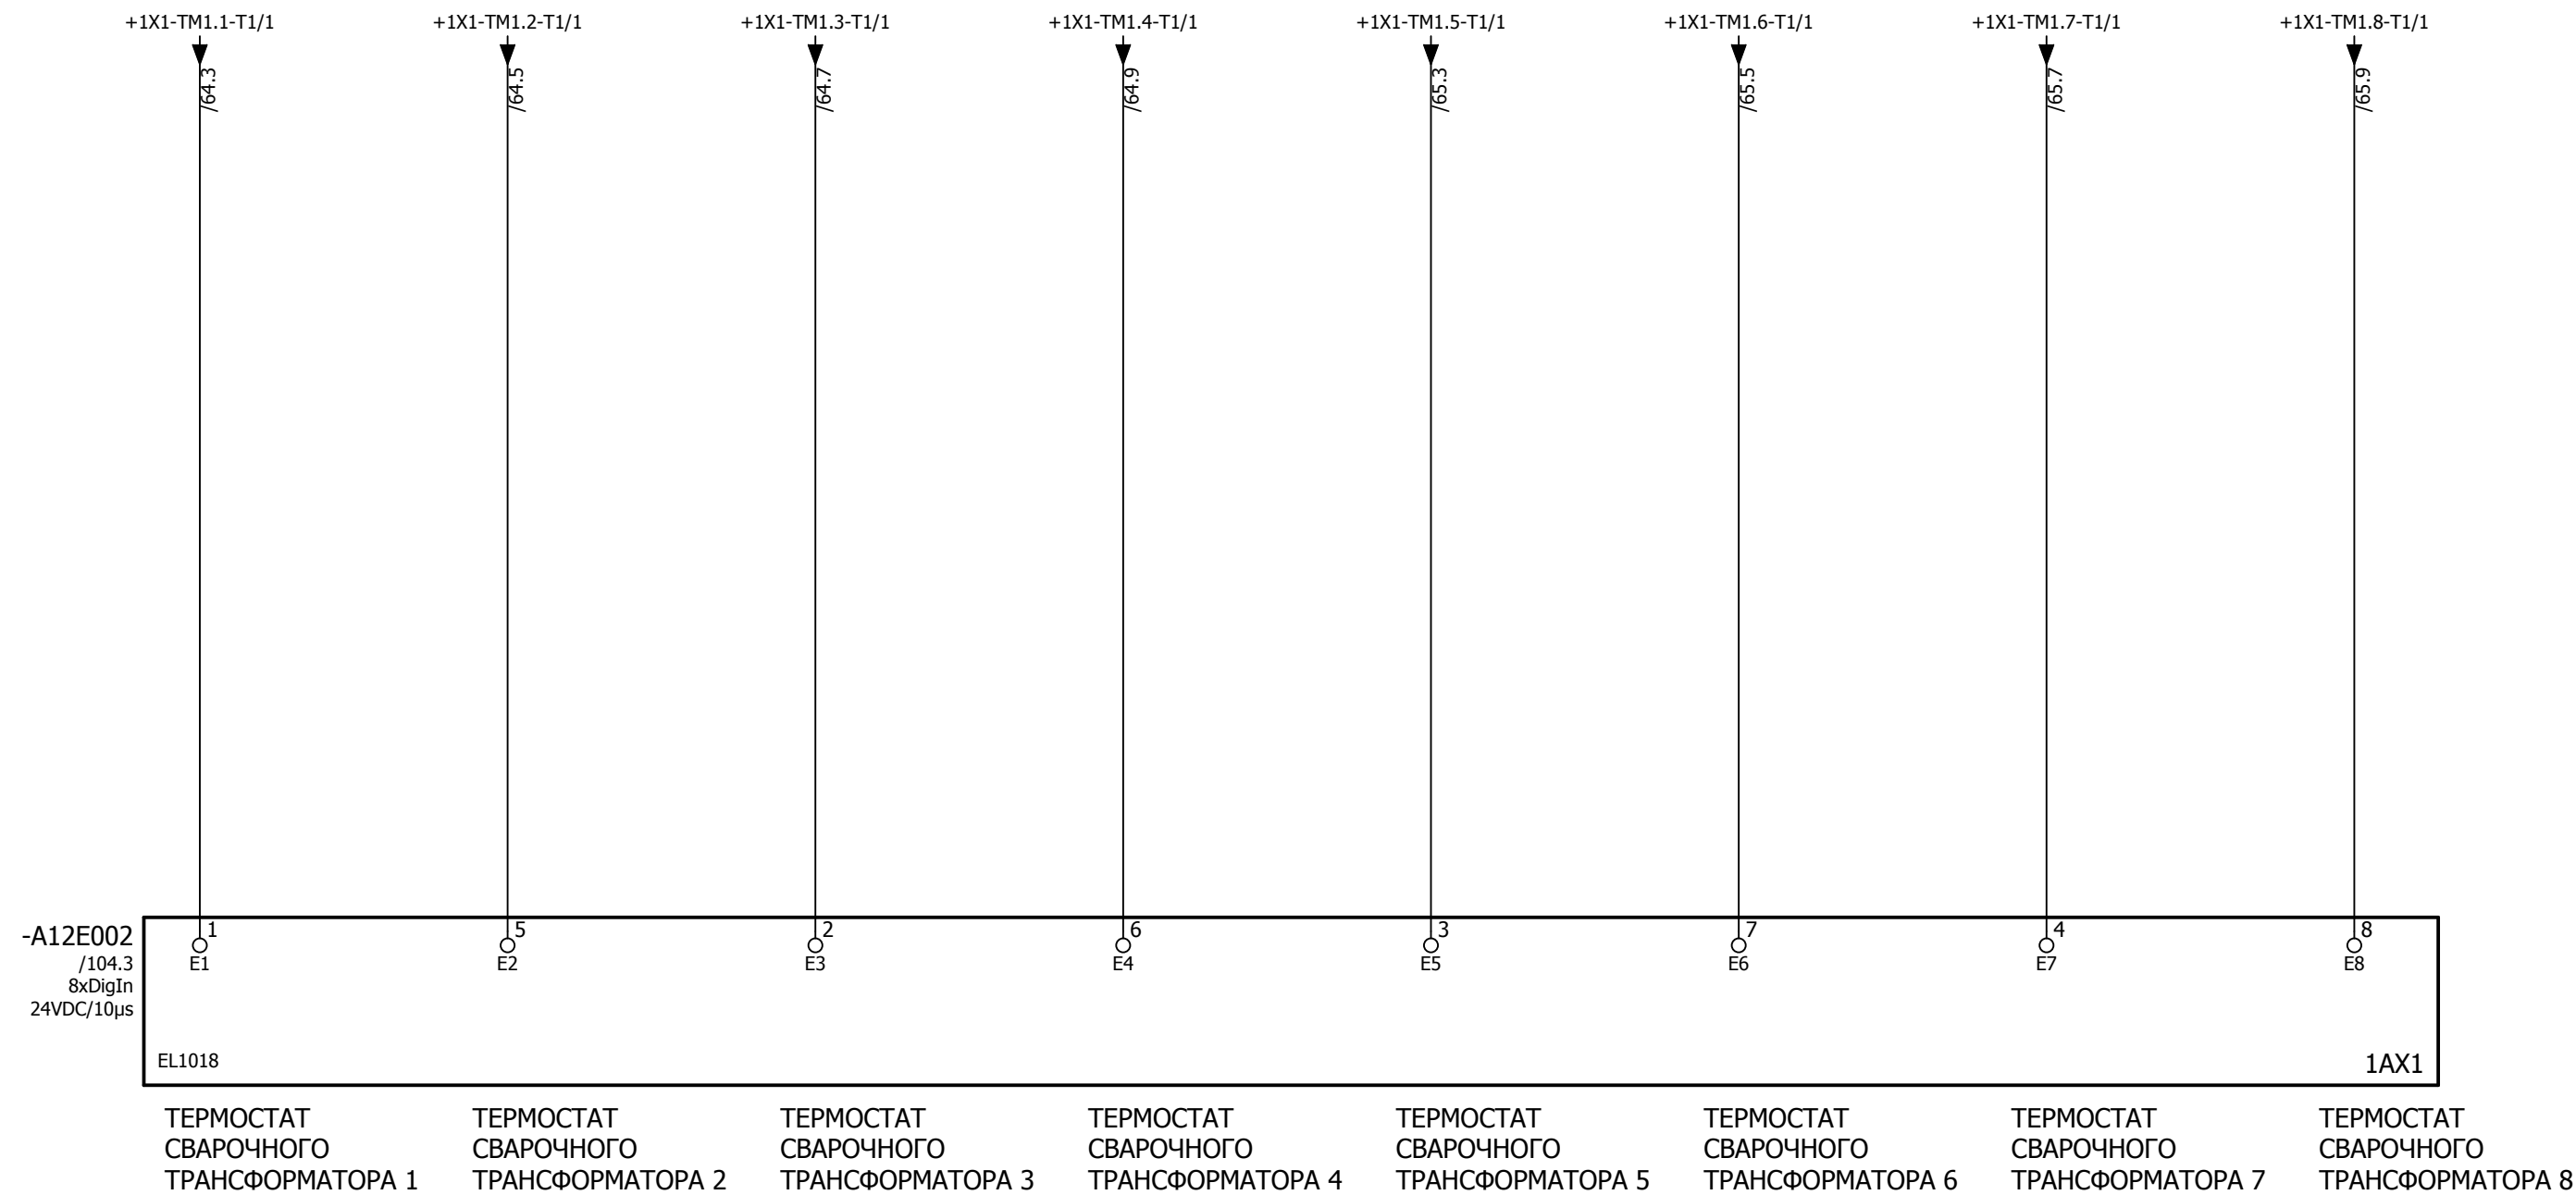 +1X1-TM1.1-T1/1 +1X1-TM1.2-T1/1 +1X1-TM1.3-T1/1 +1X1-TM1.4-T1/1 +1X1-TM1.5-T1/1 +1X1-TM1.6-T1/1 +1X1-TM1.7-T1/1 +1X1-TM1.8-T1/1
/64.3 /64.5 /64.7 /64.9 /65.3 /65.5 /65.7 /65.9
-A12E002 1 5 2 6 3 7 4 8
/104.3 E1 E2 E3 E4 E5 E6 E7 E8
8xDigIn
24VDC/10µs
EL1018 1AX1
ТЕРМОСТАТ ТЕРМОСТАТ ТЕРМОСТАТ ТЕРМОСТАТ ТЕРМОСТАТ ТЕРМОСТАТ ТЕРМОСТАТ ТЕРМОСТАТ
СВАРОЧНОГО СВАРОЧНОГО СВАРОЧНОГО СВАРОЧНОГО СВАРОЧНОГО СВАРОЧНОГО СВАРОЧНОГО СВАРОЧНОГО
ТРАНСФОРМАТОРА 1 ТРАНСФОРМАТОРА 2 ТРАНСФОРМАТОРА 3 ТРАНСФОРМАТОРА 4 ТРАНСФОРМАТОРА 5 ТРАНСФОРМАТОРА 6 ТРАНСФОРМАТОРА 7 ТРАНСФОРМАТОРА 8